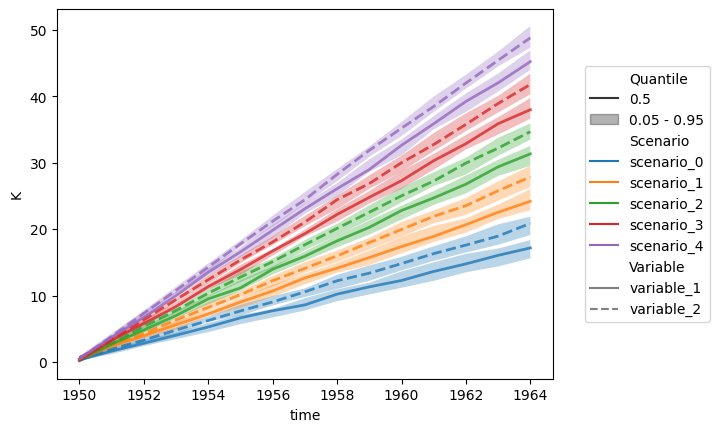 50
40
30
20
10
0
K
1950 1952 1954 1956 1958 1960 1962 1964
time
Quantile
0.5
0.05 - 0.95
Scenario
scenario_0
scenario_1
scenario_2
scenario_3
scenario_4
Variable
variable_1
variable_2